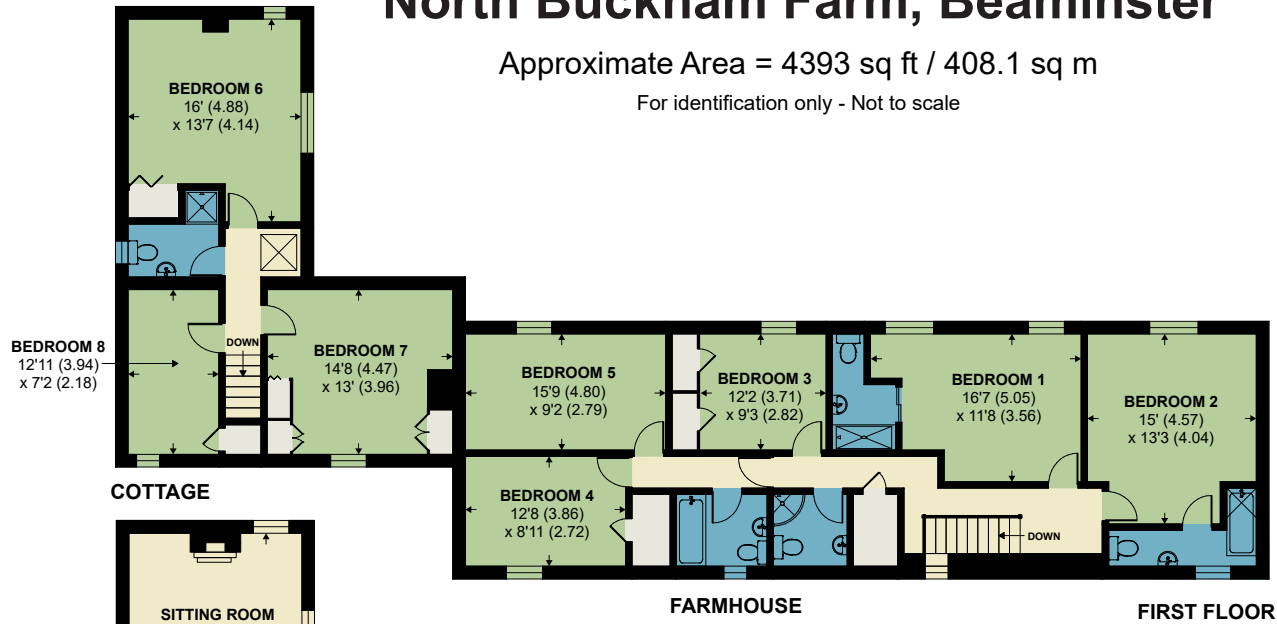 North Buckham Farm, Beaminster
Approximate Area = 4393 sq ft / 408.1 sq m
For identification only - Not to scale
BEDROOM 6
16' (4.88)
x 13'7 (4.14)
BEDROOM 8
12'11 (3.94)
x 7'2 (2.18)
DOWN
BEDROOM 7
14'8 (4.47)
x 13' (3.96)
BEDROOM 5
15'9 (4.80)
x 9'2 (2.79)
BEDROOM 3
12'2 (3.71)
x 9'3 (2.82)
BEDROOM 1
16'7 (5.05)
x 11'8 (3.56)
BEDROOM 2
15' (4.57)
x 13'3 (4.04)
BEDROOM 4
12'8 (3.86)
x 8'11 (2.72)
DOWN
COTTAGE
FARMHOUSE
FIRST FLOOR
SITTING ROOM